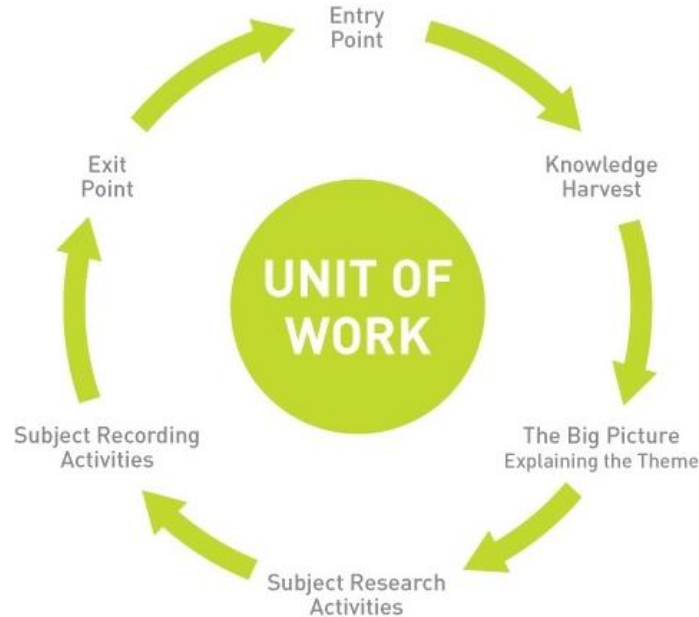 Entry
Point
Knowledge
Harvest
The Big Picture
Explaining the Theme
Subject Research
Activities
Subject Recording
Activities
Exit
Point
UNIT OF
WORK